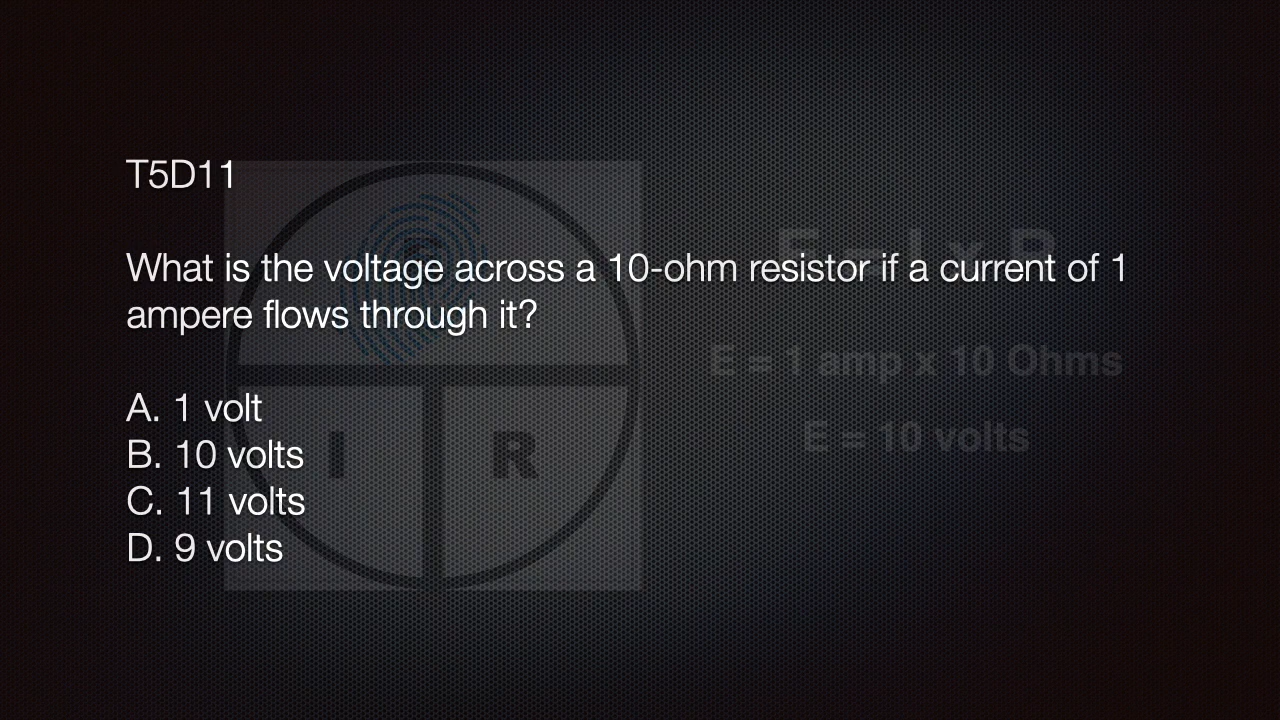 T5D11
What is the voltage across a 10-ohm resistor if a current of 1
ampere flows through it?
A. 1 volt
B. 10 volts
C. 11 volts
D. 9 volts
E = I x R
E = 1 amp x 10 Ohms
E = 10 volts
I R